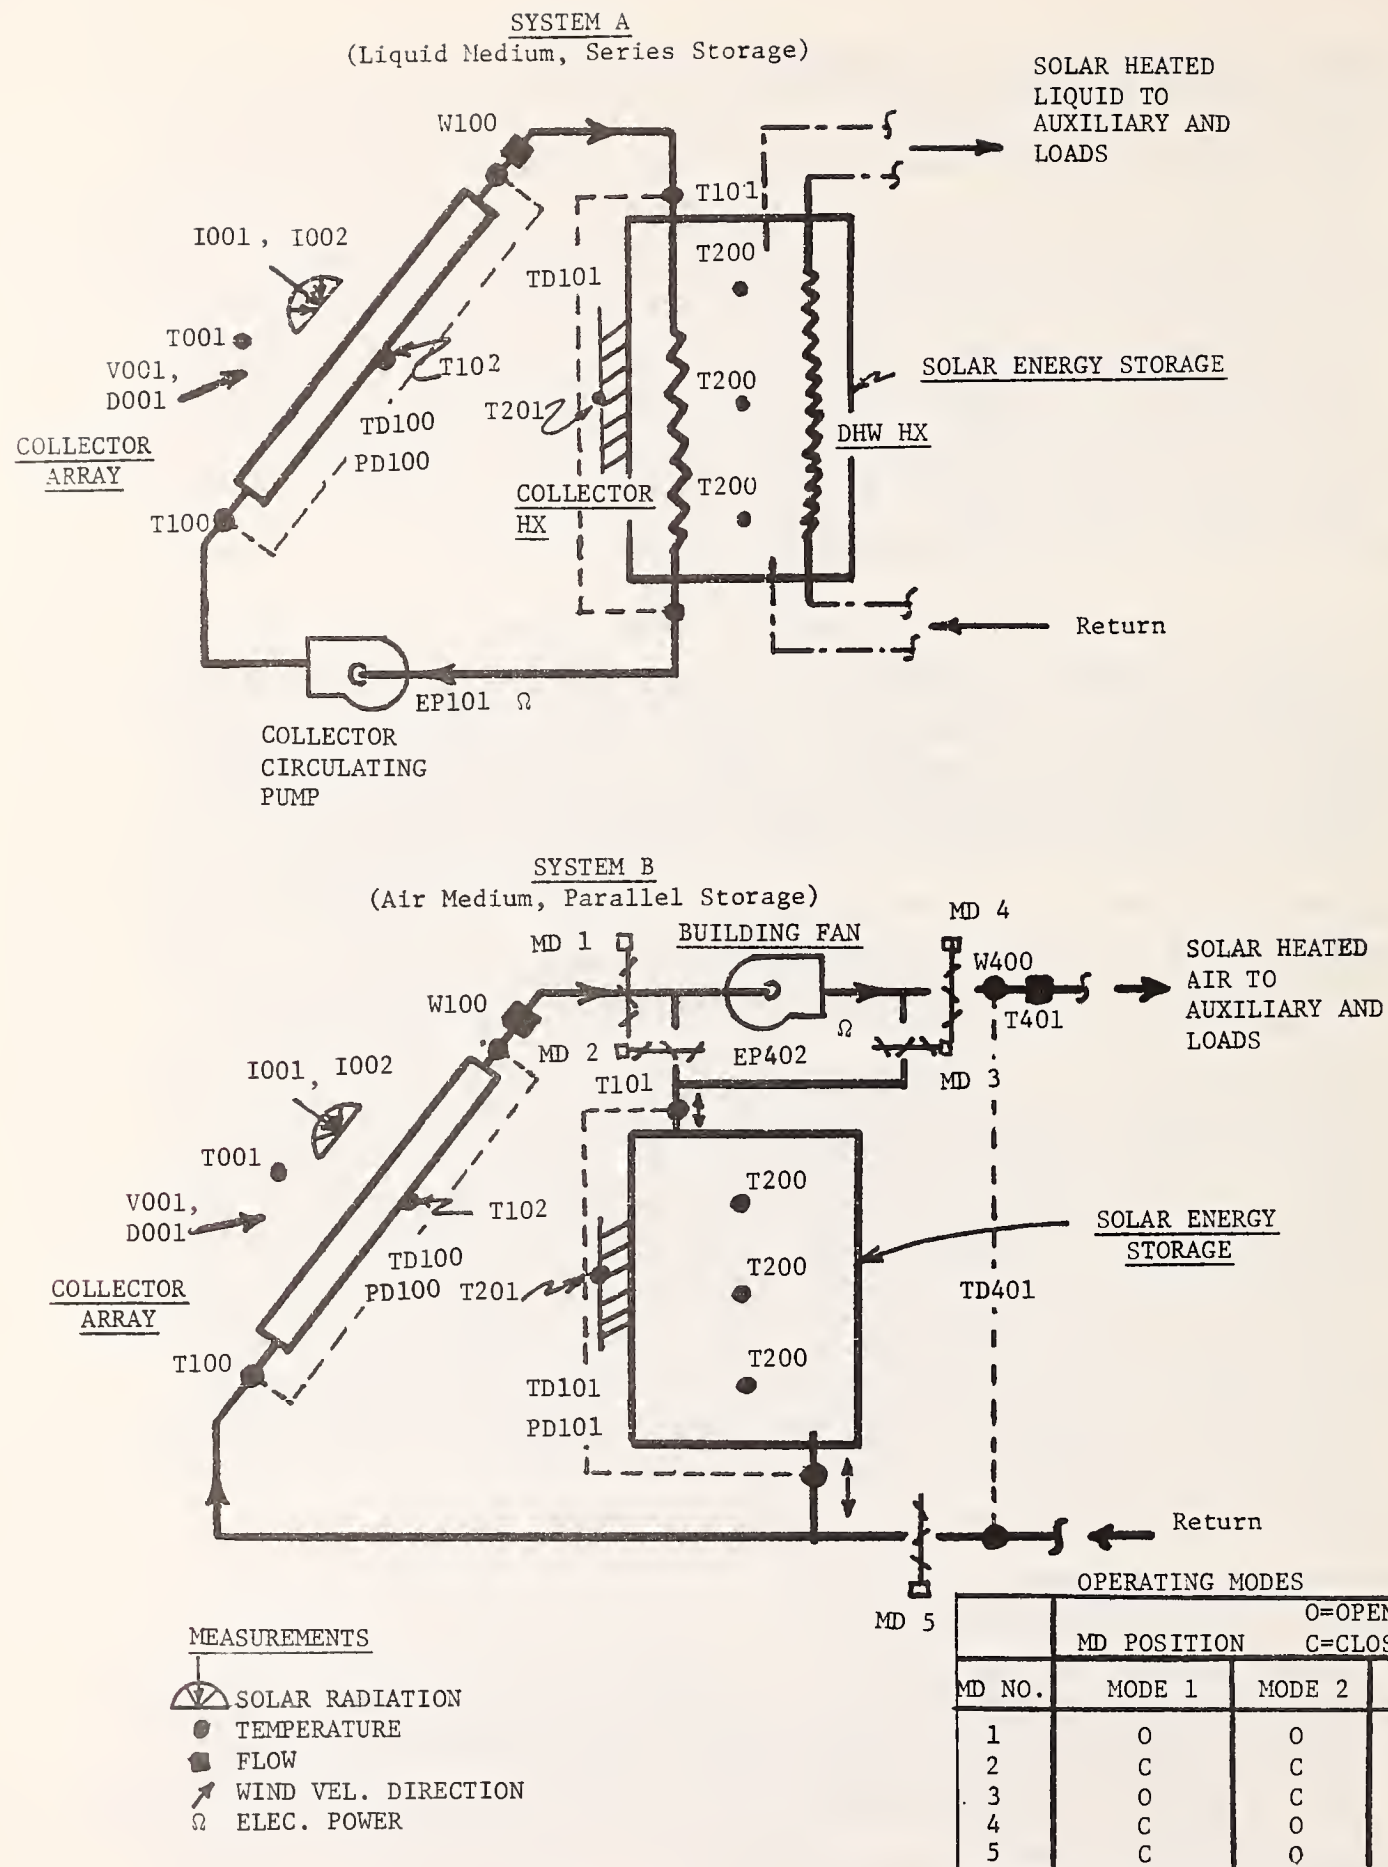 SYSTEM A
(Liquid Medium, Series Storage)
SOLAR HEATED
LIQUID TO
AUXILIARY AND
LOADS
W100
T101
I001, I002
T200
TD101
T001
V001,
D001
T102
T200
SOLAR ENERGY STORAGE
T201
TD100
PD100
DHW HX
COLLECTOR
ARRAY
T200
COLLECTOR
HX
T100
Return
EP101 Ω
COLLECTOR
CIRCULATING
PUMP
SYSTEM B
(Air Medium, Parallel Storage)
MD 4
MD 1
BUILDING FAN
W400
SOLAR HEATED
AIR TO
AUXILIARY AND
LOADS
W100
T401
Ω
MD 2
EP402
MD 3
I001, I002
T101
T001
T200
V001,
D001
T102
SOLAR ENERGY
STORAGE
TD100
PD100
T201
T200
TD401
COLLECTOR
ARRAY
T100
T200
TD101
PD101
Return
MD 5
OPERATING MODES
O=OPEN
MD POSITION C=CLOS
MD NO. MODE 1 MODE 2
1 O O
2 C C
3 O C
4 C O
5 C O
MEASUREMENTS
SOLAR RADIATION
TEMPERATURE
FLOW
WIND VEL. DIRECTION
Ω ELEC. POWER